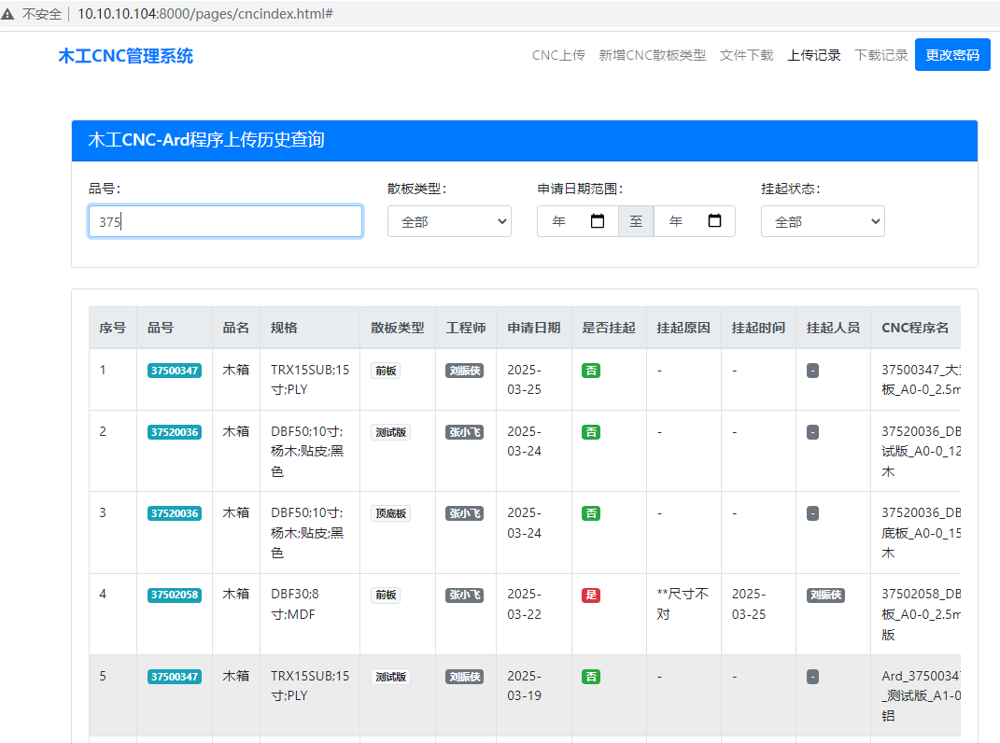 不安全 10.10.10.104:8000/pages/cncindex.html#
木工CNC管理系统 CNC上传 新增CNC散板类型 文件下载 上传记录 下载记录 更改密码
木工CNC-Ard程序上传历史查询
品号: 散板类型: 申请日期范围: 挂起状态:
375 全部 年 至 年 全部
序号 品号 品名 规格 散板类型 工程师 申请日期 是否挂起 挂起原因 挂起时间 挂起人员 CNC程序名
1 37500347 木箱 TRX15SUB;15 前板 刘振侠 2025- 否 - - - 37500347_大
寸;PLY 03-25 板_A0-0_2.5m
2 37520036 木箱 DBF50;10寸; 测试版 张小飞 2025- 否 - - - 37520036_DB
杨木;贴皮;黑 03-24 试版_A0-0_12
色 木
3 37520036 木箱 DBF50;10寸; 顶底板 张小飞 2025- 否 - - - 37520036_DB
杨木;贴皮;黑 03-24 底板_A0-0_15
色 木
4 37502058 木箱 DBF30;8 前板 张小飞 2025- 是 **尺寸不 2025- 刘振侠 37502058_DB
寸;MDF 03-22 对 03-25 板_A0-0_2.5m
版
5 37500347 木箱 TRX15SUB;15 测试版 刘振侠 2025- 否 - - - Ard_3750034
寸;PLY 03-19 _测试版_A1-0
铝